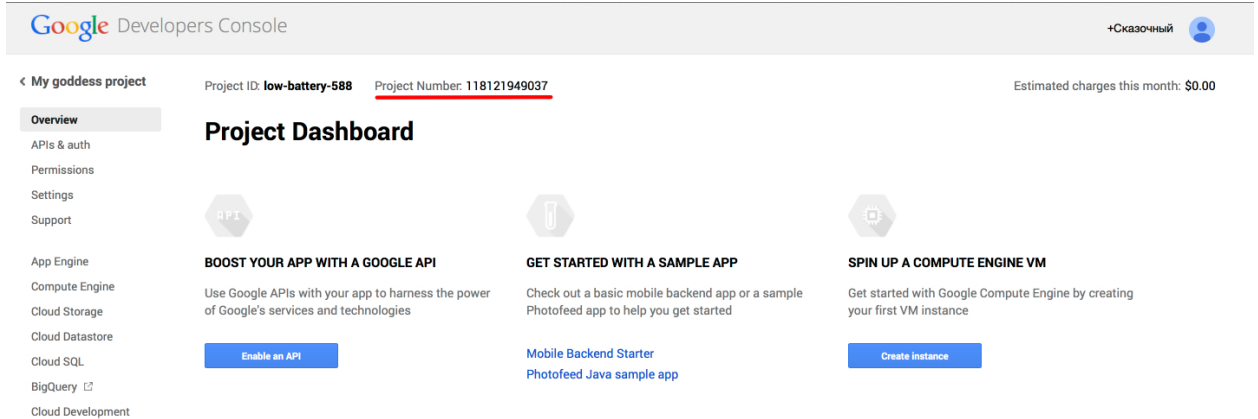 Google Developers Console
+Сказочный
My goddess project
Project ID: low-battery-588 Project Number: 118121949037
Estimated charges this month: $0.00
Overview
APIs & auth
Permissions
Settings
Support
App Engine
Compute Engine
Cloud Storage
Cloud Datastore
Cloud SQL
BigQuery
Cloud Development
Project Dashboard
API
BOOST YOUR APP WITH A GOOGLE API
Use Google APIs with your app to harness the power
of Google's services and technologies
Enable an API
GET STARTED WITH A SAMPLE APP
Check out a basic mobile backend app or a sample
Photofeed app to help you get started
Mobile Backend Starter
Photofeed Java sample app
SPIN UP A COMPUTE ENGINE VM
Get started with Google Compute Engine by creating
your first VM instance
Create instance